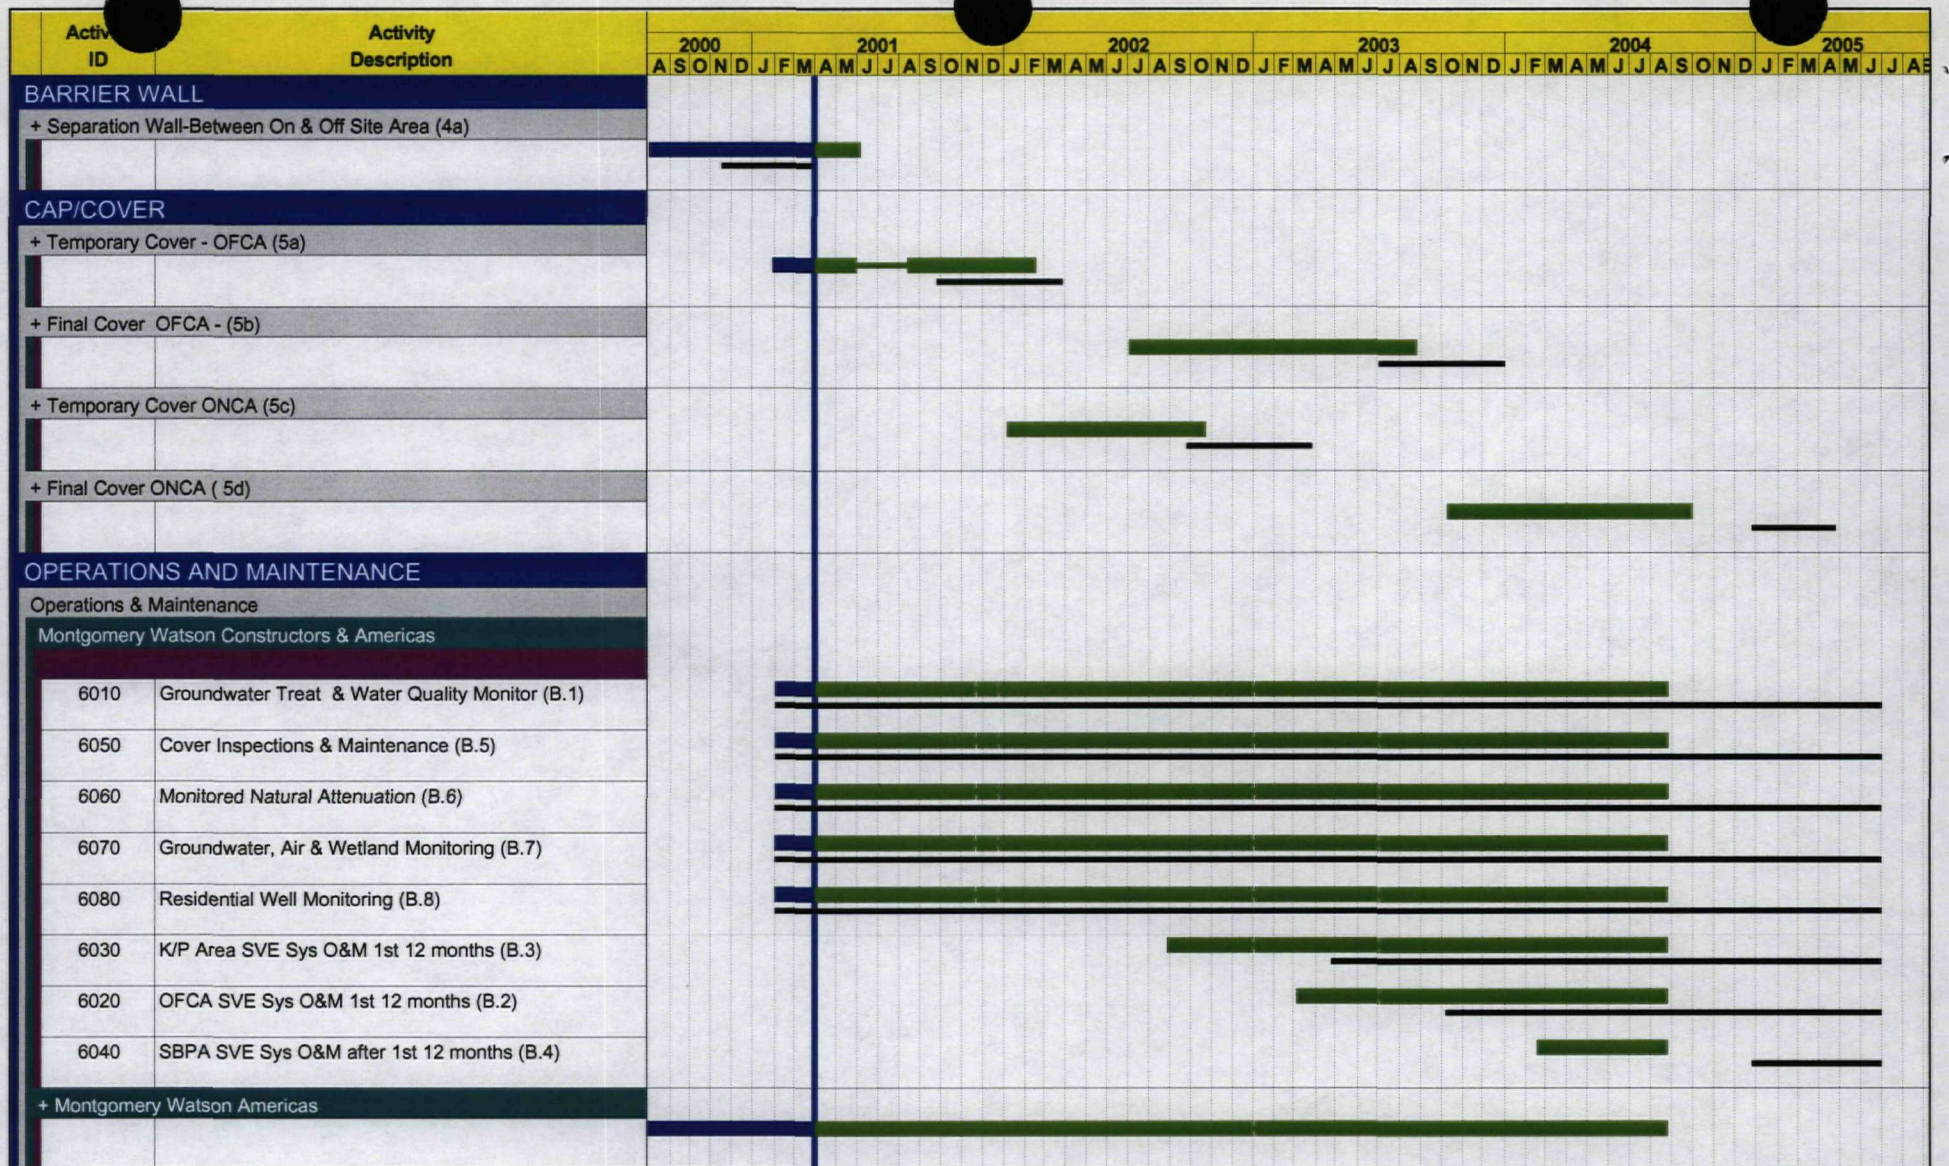 Activ
ID
Activity
Description
2000 2001 2002 2003 2004 2005
A S O N D J F M A M J J A S O N D J F M A M J J A S O N D J F M A M J J A S O N D J F M A M J J A S O N D J F M A M J J A
BARRIER WALL
+ Separation Wall-Between On & Off Site Area (4a)
CAP/COVER
+ Temporary Cover - OFCA (5a)
+ Final Cover OFCA - (5b)
+ Temporary Cover ONCA (5c)
+ Final Cover ONCA ( 5d)
OPERATIONS AND MAINTENANCE
Operations & Maintenance
Montgomery Watson Constructors & Americas
6010 Groundwater Treat & Water Quality Monitor (B.1)
6050 Cover Inspections & Maintenance (B.5)
6060 Monitored Natural Attenuation (B.6)
6070 Groundwater, Air & Wetland Monitoring (B.7)
6080 Residential Well Monitoring (B.8)
6030 K/P Area SVE Sys O&M 1st 12 months (B.3)
6020 OFCA SVE Sys O&M 1st 12 months (B.2)
6040 SBPA SVE Sys O&M after 1st 12 months (B.4)
+ Montgomery Watson Americas